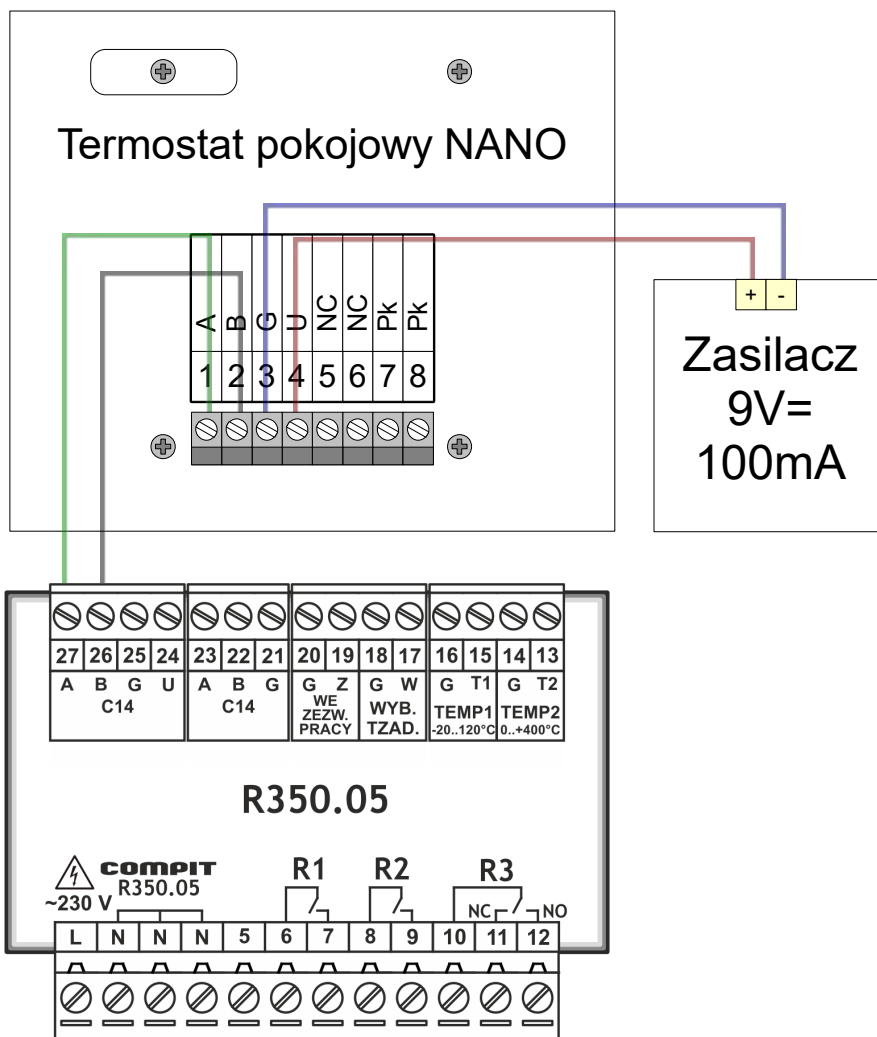 Termostat pokojowy NANO
A B G U NC NC Pk Pk
1 2 3 4 5 6 7 8
+ -
Zasilacz
9V=
100mA
27 26 25 24 23 22 21 20 19 18 17 16 15 14 13
A B G U A B G G Z G W G T1 G T2
C14
C14
WE
ZEZW.
PRACY
WYB.
TZAD.
TEMP1
-20..120°C
TEMP2
0..+400°C
R350.05
COMPIT
R350.05
~230 V
R1
R2
R3
NC
NO
L N N N 5 6 7 8 9 10 11 12